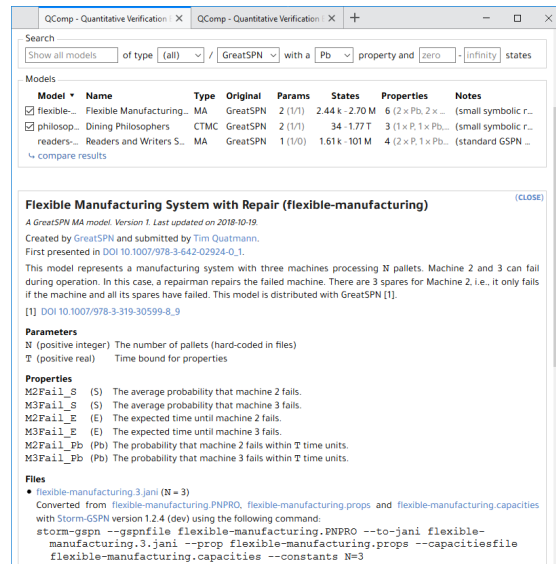 QComp - Quantitative Verification QComp - Quantitative Verification
Search
Show all models of type (all) / GreatSPN with a Pb property and zero - infinity states
Models
Model Name Type Original Params States Properties Notes
flexible-... Flexible Manufacturing... MA GreatSPN 2 (1/1) 2.44 k - 2.70 M 6 (2 × Pb, 2 × ... (small symbolic r...
philosop... Dining Philosophers CTMC GreatSPN 2 (1/1) 34 - 1.77 T 3 (1 × P, 1 × Pb,... (small symbolic r...
readers-... Readers and Writers S... MA GreatSPN 1 (1/0) 1.61 k - 101 M 4 (2 × P, 1 × Pb... (standard GSPN ...
↪ compare results
(CLOSE)
Flexible Manufacturing System with Repair (flexible-manufacturing)
A GreatSPN MA model. Version 1. Last updated on 2018-10-19.
Created by GreatSPN and submitted by Tim Quatmann.
First presented in DOI 10.1007/978-3-642-02924-0_1.
This model represents a manufacturing system with three machines processing N pallets. Machine 2 and 3 can fail
during operation. In this case, a repairman repairs the failed machine. There are 3 spares for Machine 2, i.e., it only fails
if the machine and all its spares have failed. This model is distributed with GreatSPN [1].
[1] DOI 10.1007/978-3-319-30599-8_9
Parameters
N (positive integer) The number of pallets (hard-coded in files)
T (positive real) Time bound for properties
Properties
M2Fail_S (S) The average probability that machine 2 fails.
M3Fail_S (S) The average probability that machine 3 fails.
M2Fail_E (E) The expected time until machine 2 fails.
M3Fail_E (E) The expected time until machine 3 fails.
M2Fail_Pb (Pb) The probability that machine 2 fails within T time units.
M3Fail_Pb (Pb) The probability that machine 3 fails within T time units.
Files
• flexible-manufacturing.3.jani (N = 3)
Converted from flexible-manufacturing.PNPRO, flexible-manufacturing.props and flexible-manufacturing.capacities
with Storm-GSPN version 1.2.4 (dev) using the following command:
storm-gspn --gspnfile flexible-manufacturing.PNPRO --to-jani flexible-
manufacturing.3.jani --prop flexible-manufacturing.props --capacitiesfile
flexible-manufacturing.capacities --constants N=3